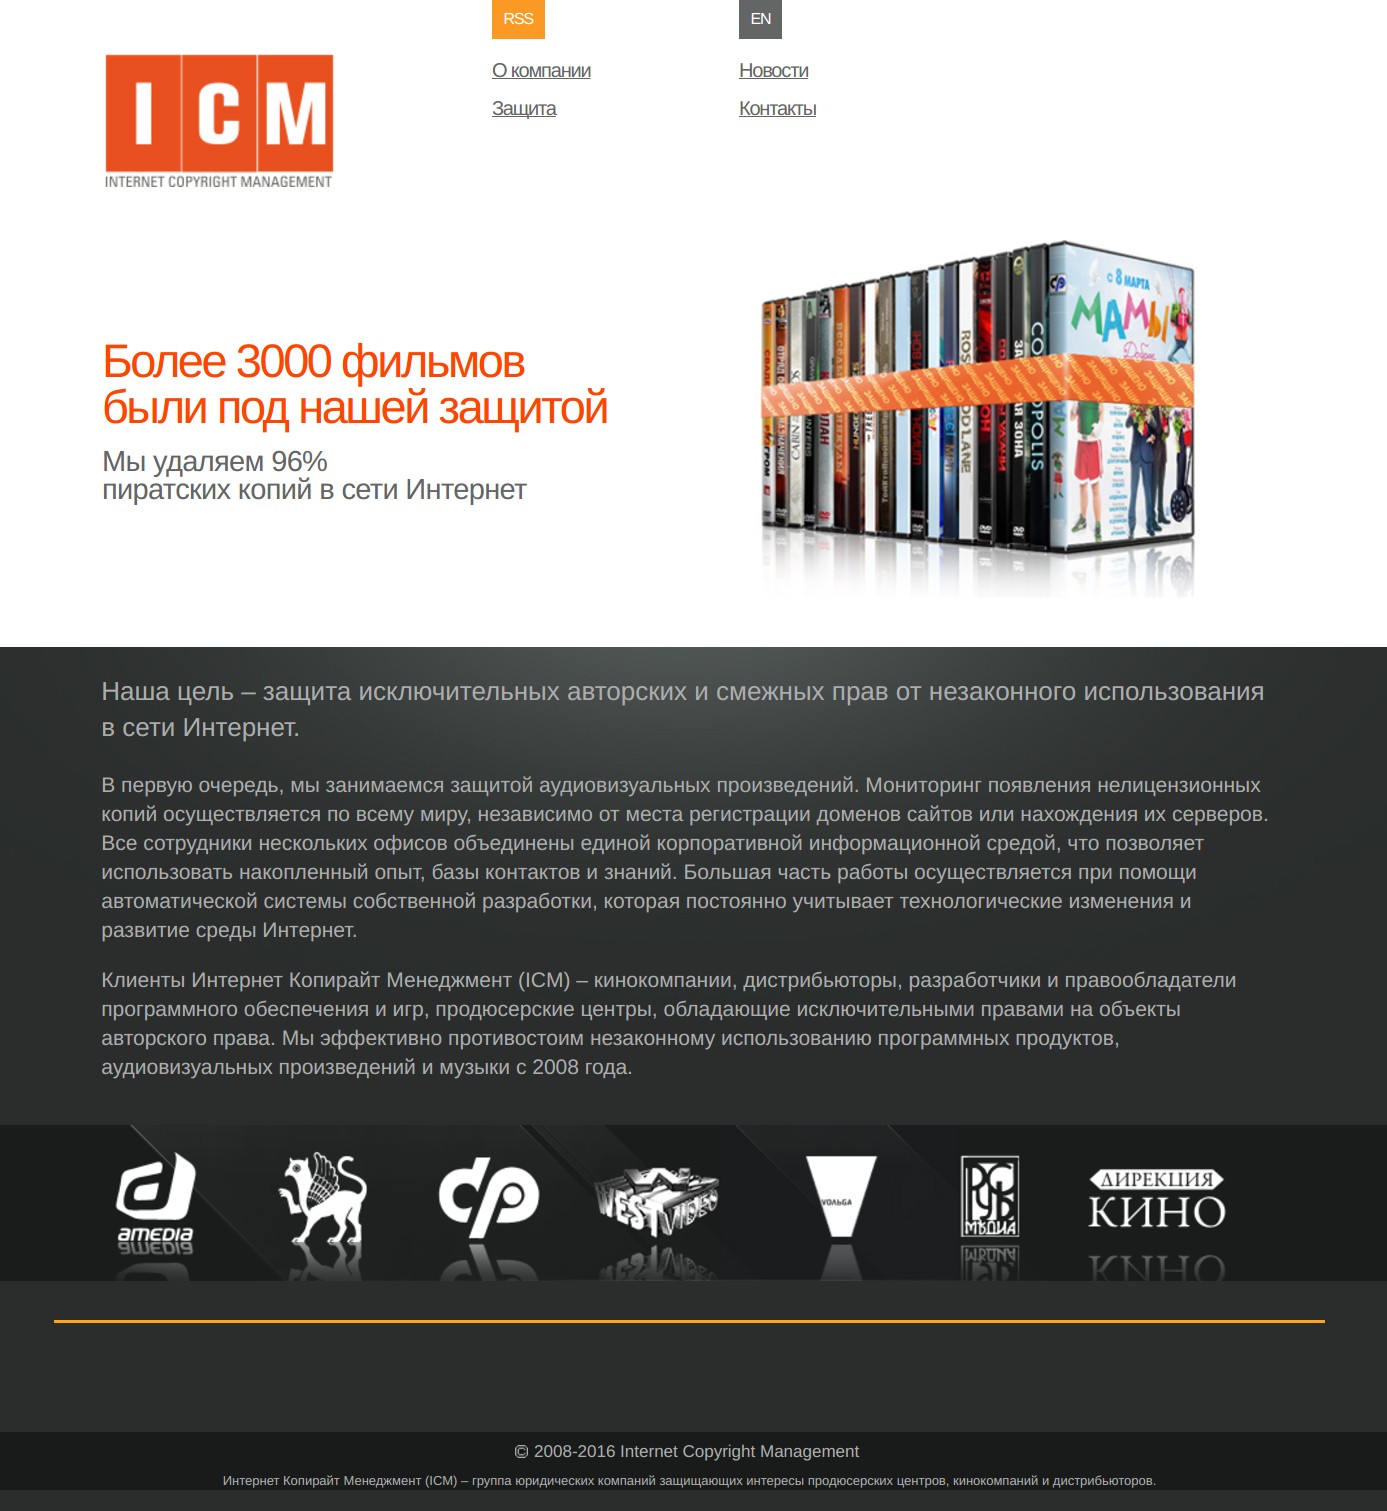 RSS
EN
О компании
Новости
Защита
Контакты
ICM
INTERNET COPYRIGHT MANAGEMENT
Более 3000 фильмов
были под нашей защитой
Мы удаляем 96%
пиратских копий в сети Интернет
с 8 МАРТА
МАМЫ
Наша цель – защита исключительных авторских и смежных прав от незаконного использования
в сети Интернет.
В первую очередь, мы занимаемся защитой аудиовизуальных произведений. Мониторинг появления нелицензионных
копий осуществляется по всему миру, независимо от места регистрации доменов сайтов или нахождения их серверов.
Все сотрудники нескольких офисов объединены единой корпоративной информационной средой, что позволяет
использовать накопленный опыт, базы контактов и знаний. Большая часть работы осуществляется при помощи
автоматической системы собственной разработки, которая постоянно учитывает технологические изменения и
развитие среды Интернет.
Клиенты Интернет Копирайт Менеджмент (ICM) – кинокомпании, дистрибьюторы, разработчики и правообладатели
программного обеспечения и игр, продюсерские центры, обладающие исключительными правами на объекты
авторского права. Мы эффективно противостоим незаконному использованию программных продуктов,
аудиовизуальных произведений и музыки с 2008 года.
amedia
WEST VIDEO
ВОЛЬГА
РУСЬ
МЕДИА
ДИРЕКЦИЯ
КИНО
© 2008-2016 Internet Copyright Management
Интернет Копирайт Менеджмент (ICM) – группа юридических компаний защищающих интересы продюсерских центров, кинокомпаний и дистрибьюторов.